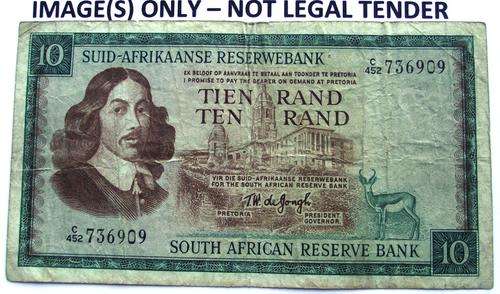 IMAGE(S) ONLY – NOT LEGAL TENDER
10 SUID-AFRIKAANSE RESERWEBANK
C/452 736909
EK BELOOF OP AANVRAAG TE BETAAL AAN TOONDER TE PRETORIA
I PROMISE TO PAY THE BEARER ON DEMAND AT PRETORIA
TIEN RAND
TEN RAND
VIR DIE SUID-AFRIKAANSE RESERWEBANK
FOR THE SOUTH AFRICAN RESERVE BANK
T.W. de Jongh
PRETORIA PRESIDENT
GOVERNOR
C/452 736909
SOUTH AFRICAN RESERVE BANK 10